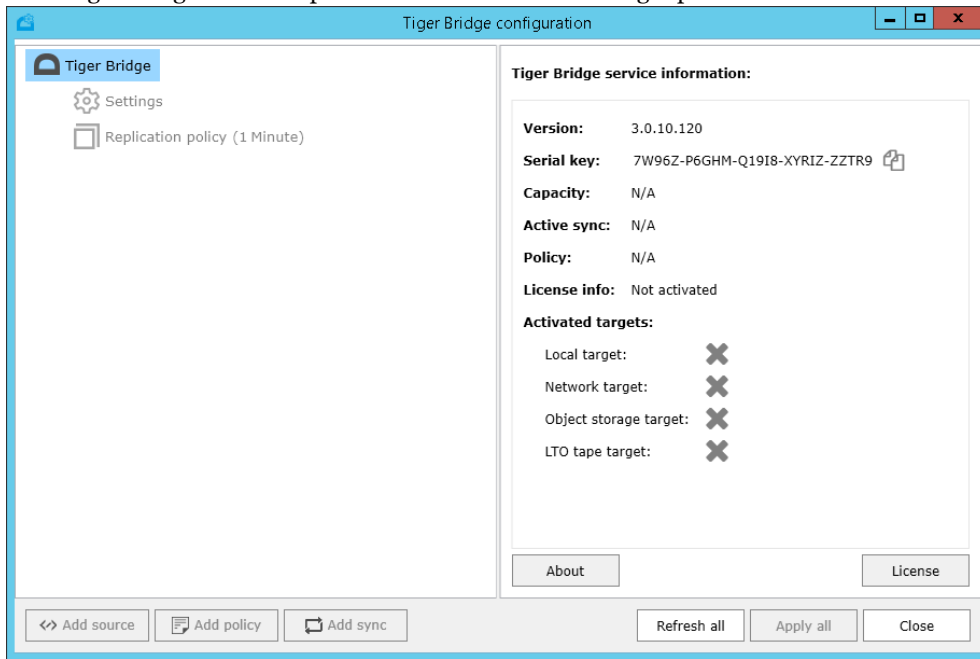 Tiger Bridge configuration
Tiger Bridge
Settings
Replication policy (1 Minute)
Tiger Bridge service information:
Version: 3.0.10.120
Serial key: 7W96Z-P6GHM-Q19I8-XYRIZ-ZZTR9
Capacity: N/A
Active sync: N/A
Policy: N/A
License info: Not activated
Activated targets:
Local target:
Network target:
Object storage target:
LTO tape target:
About License
Add source Add policy Add sync Refresh all Apply all Close